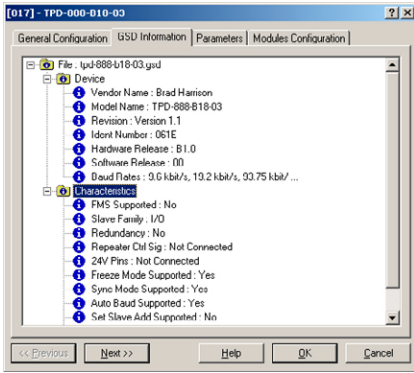 [017] - TPD-000-B10-03
General Configuration GSD Information Parameters Modules Configuration
File : tpd-888-b18-03.gsd
Device
Vendor Name : Brad Harrison
Model Name : TPD-888-B18-03
Revision : Version 1.1
Ident Number : 061E
Hardware Release : B1.0
Software Release : 00
Baud Rates : 9.6 kbit/s, 19.2 kbit/s, 93.75 kbit/ ...
Characteristics
FMS Supported : No
Slave Family : I/O
Redundancy : No
Repeater Ctrl Sig : Not Connected
24V Pins : Not Connected
Freeze Mode Supported : Yes
Sync Mode Supported : Yes
Auto Baud Supported : Yes
Set Slave Add Supported : No
<< Previous Next >> Help OK Cancel